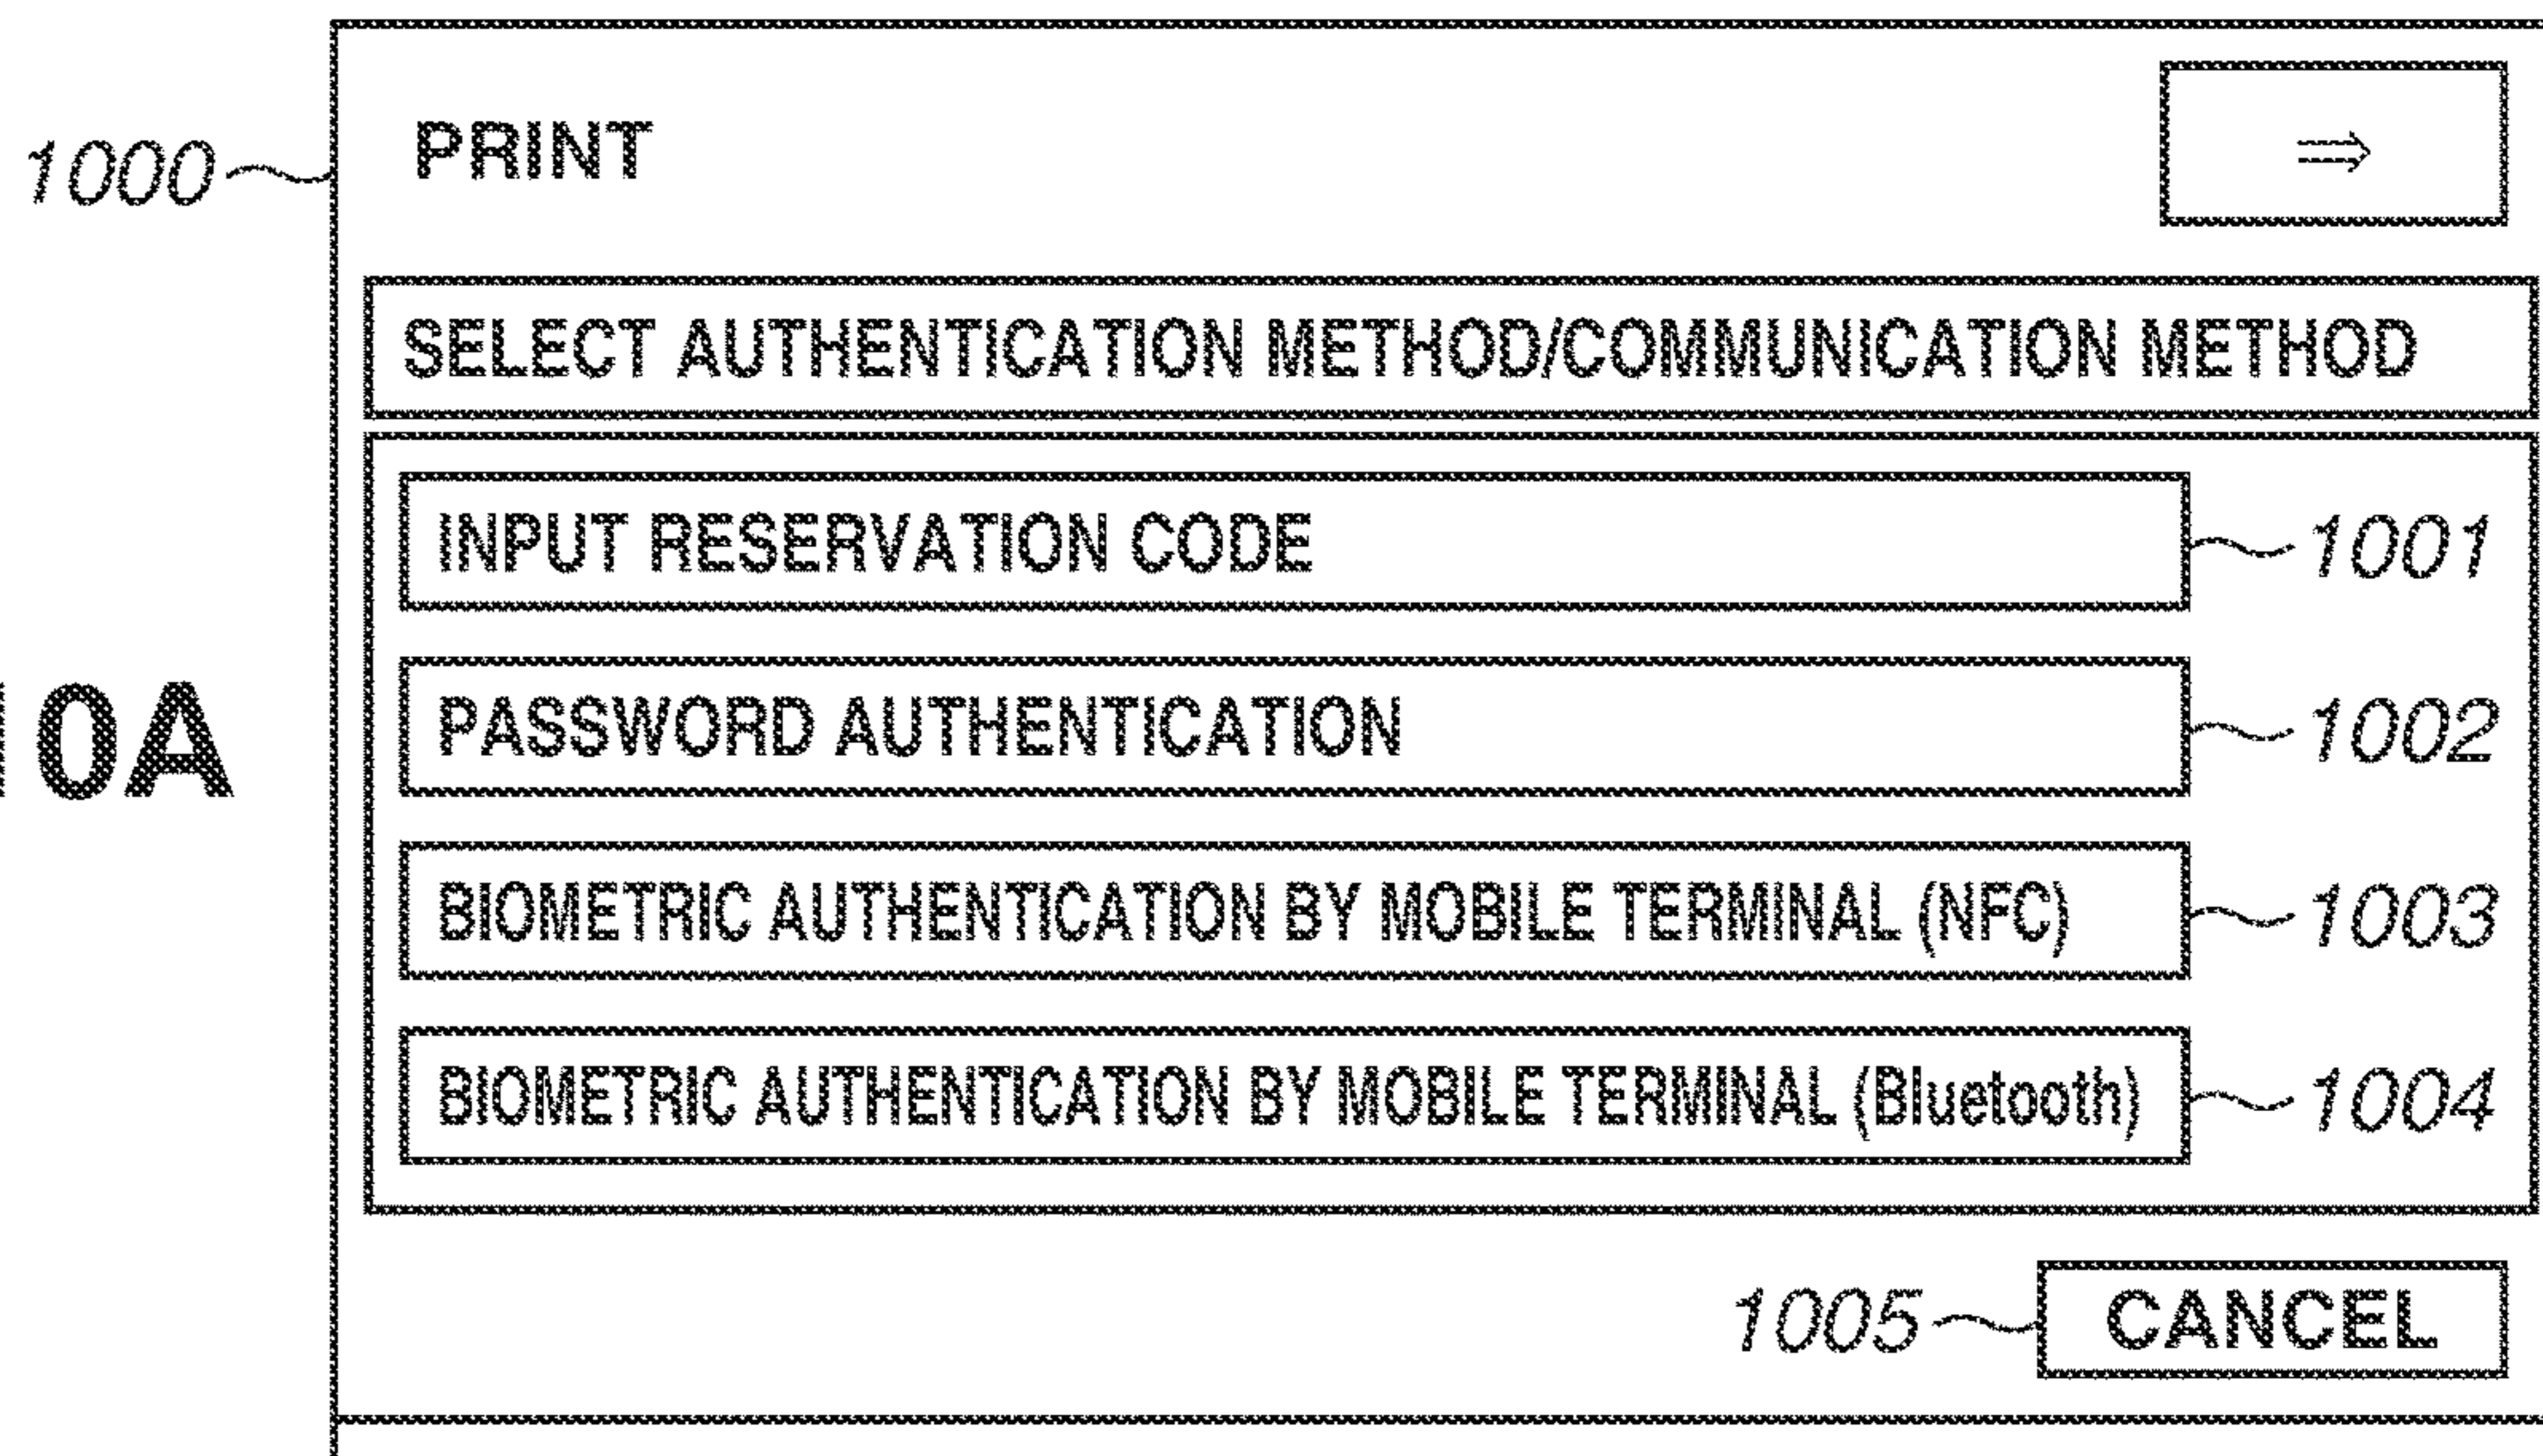 1000
PRINT
⇒
SELECT AUTHENTICATION METHOD/COMMUNICATION METHOD
INPUT RESERVATION CODE 1001
0A
PASSWORD AUTHENTICATION 1002
BIOMETRIC AUTHENTICATION BY MOBILE TERMINAL (NFC) 1003
BIOMETRIC AUTHENTICATION BY MOBILE TERMINAL (Bluetooth) 1004
1005 CANCEL